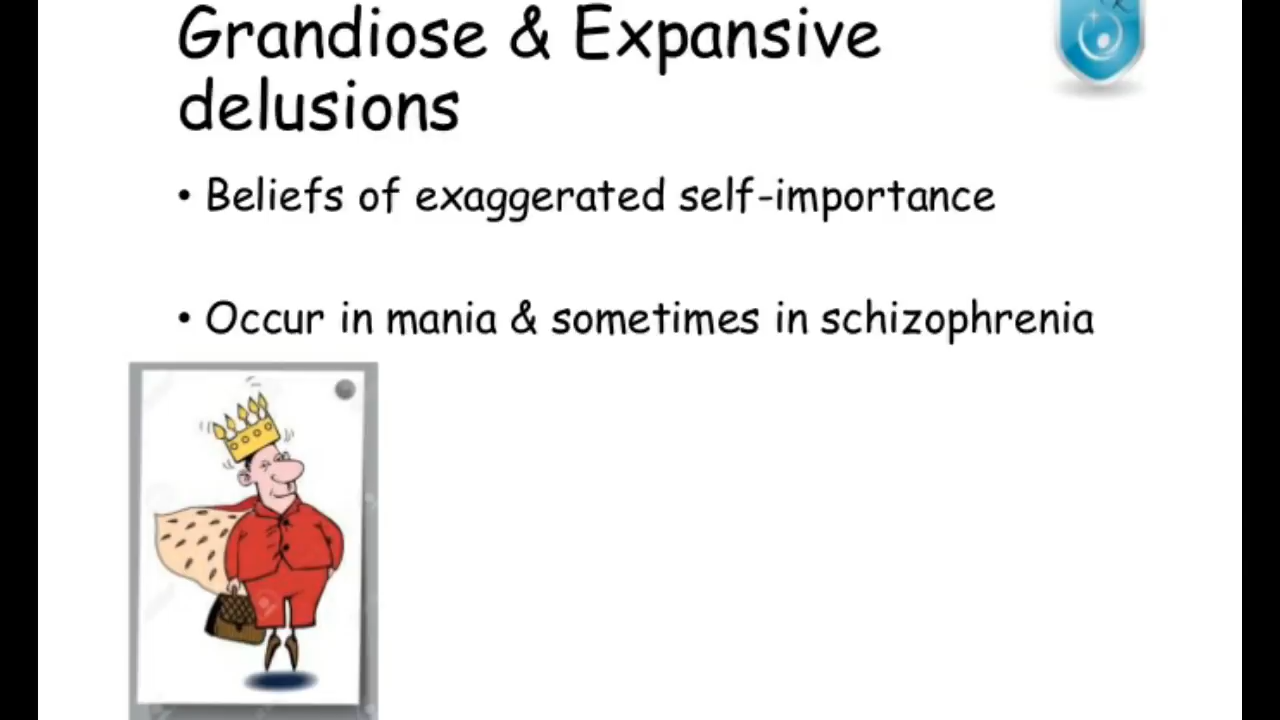 Grandiose & Expansive
delusions
• Beliefs of exaggerated self-importance
• Occur in mania & sometimes in schizophrenia